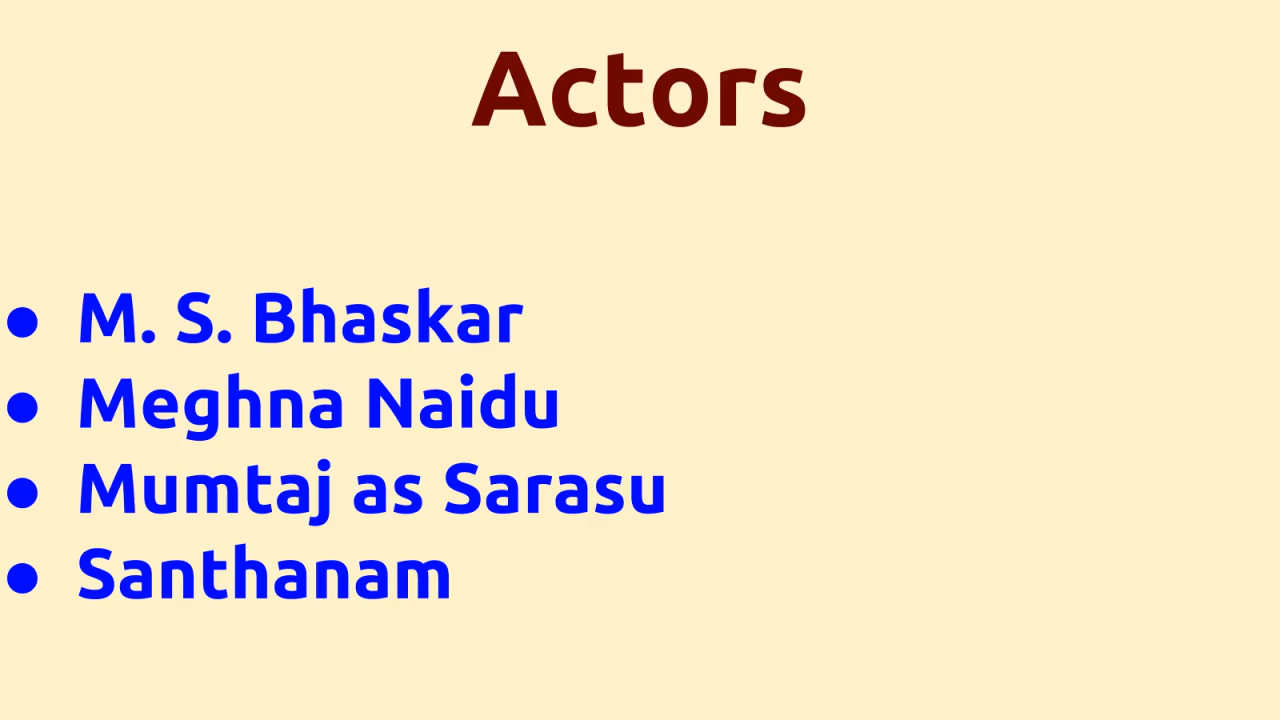 Actors
● M. S. Bhaskar
● Meghna Naidu
● Mumtaj as Sarasu
● Santhanam